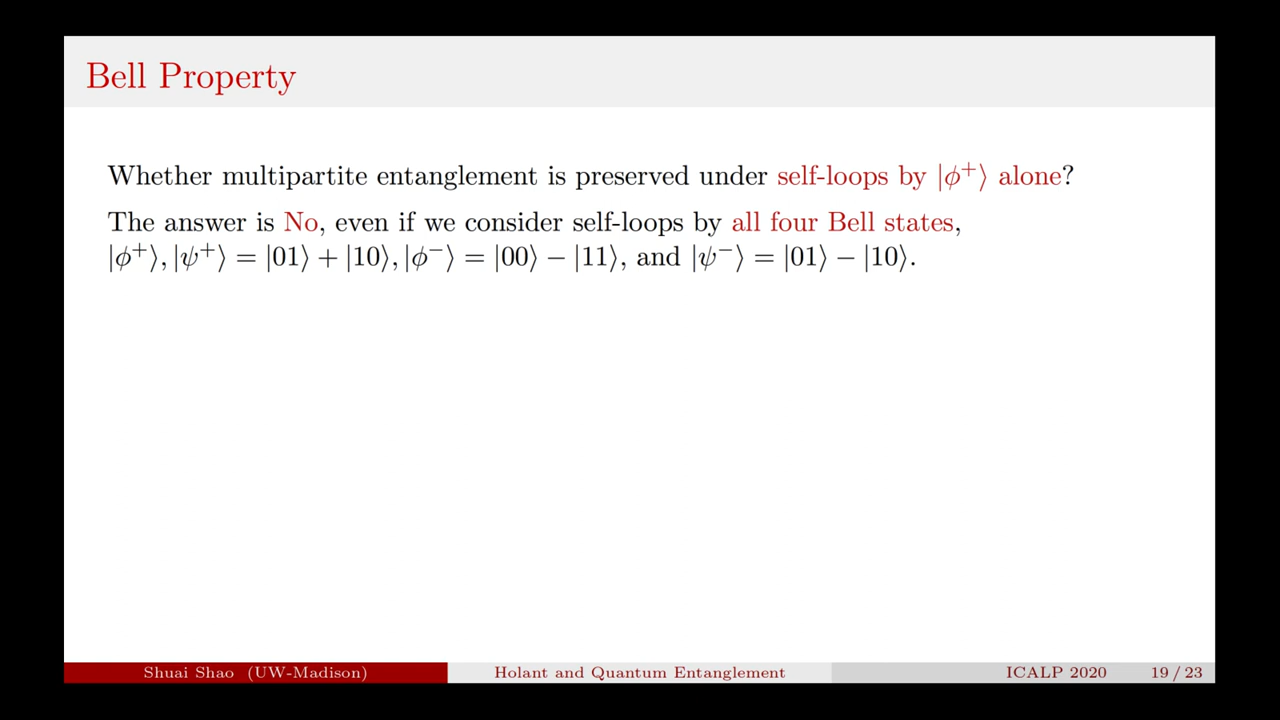 Bell Property
Whether multipartite entanglement is preserved under self-loops by |ϕ⁺⟩ alone?
The answer is No, even if we consider self-loops by all four Bell states,
|ϕ⁺⟩, |ψ⁺⟩ = |01⟩ + |10⟩, |ϕ⁻⟩ = |00⟩ − |11⟩, and |ψ⁻⟩ = |01⟩ − |10⟩.
Shuai Shao (UW-Madison) Holant and Quantum Entanglement ICALP 2020 19 / 23